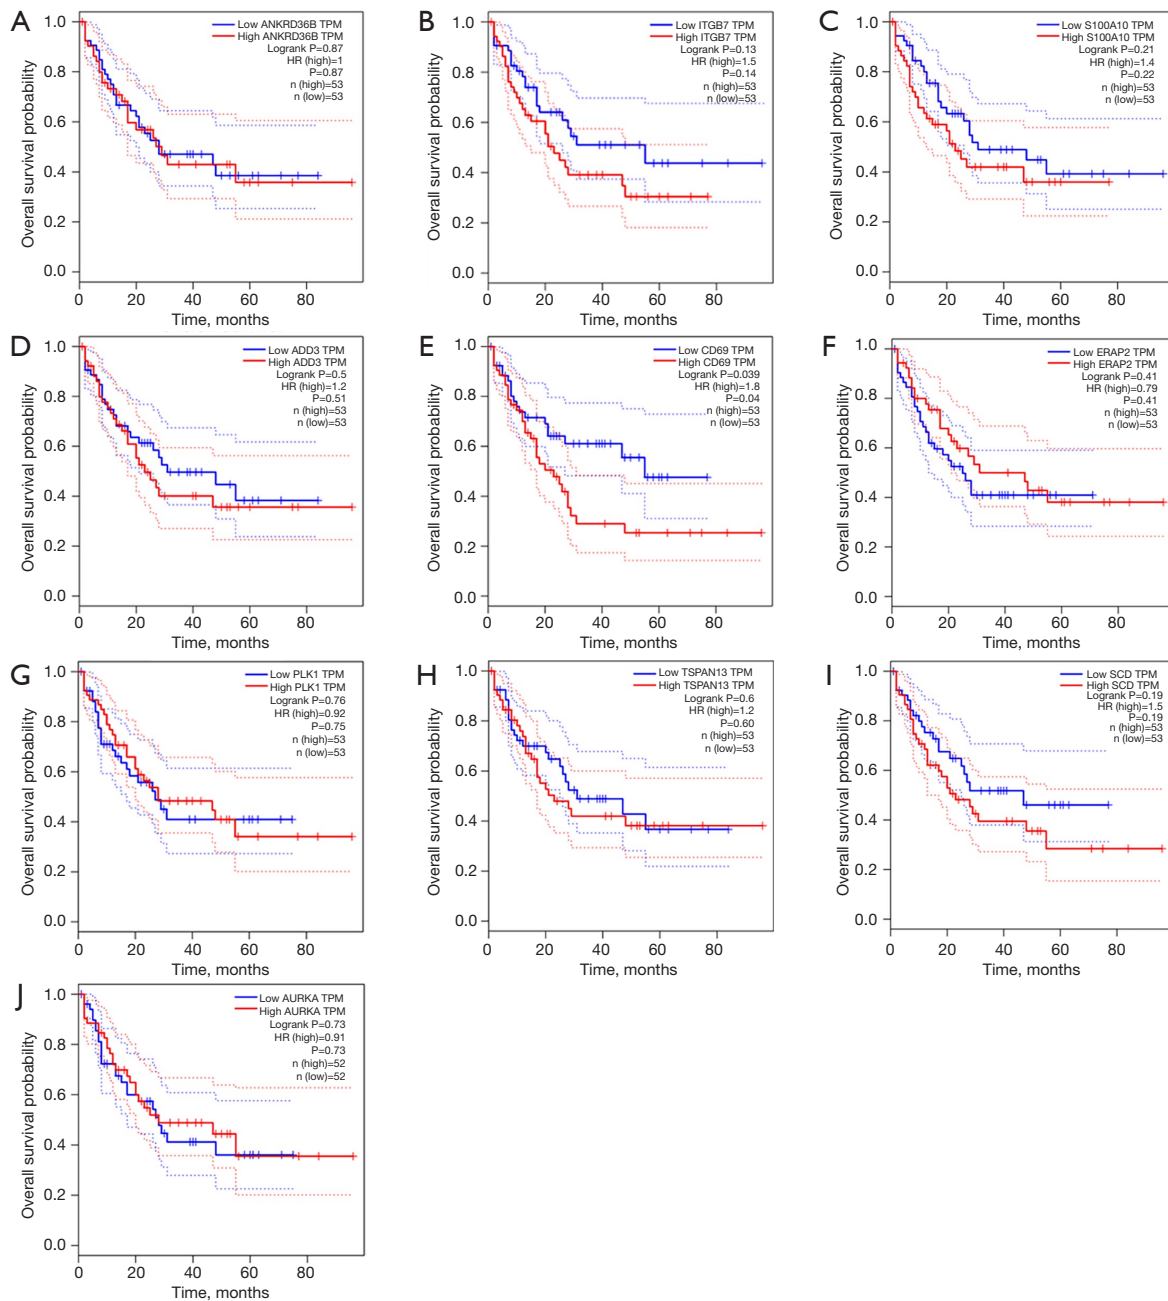 A
Overall survival probability
1.0
0.8
0.6
0.4
0.2
0.0
Low ANKRD36B TPM
High ANKRD36B TPM
Logrank P=0.87
HR (high)=1
P=0.87
n (high)=53
n (low)=53
0 20 40 60 80
Time, months
B
Overall survival probability
1.0
0.8
0.6
0.4
0.2
0.0
Low ITGB7 TPM
High ITGB7 TPM
Logrank P=0.13
HR (high)=1.5
P=0.14
n (high)=53
n (low)=53
0 20 40 60 80
Time, months
C
Overall survival probability
1.0
0.8
0.6
0.4
0.2
0.0
Low S100A10 TPM
High S100A10 TPM
Logrank P=0.21
HR (high)=1.4
P=0.22
n (high)=53
n (low)=53
0 20 40 60 80
Time, months
D
Overall survival probability
1.0
0.8
0.6
0.4
0.2
0.0
Low ADD3 TPM
High ADD3 TPM
Logrank P=0.5
HR (high)=1.2
P=0.51
n (high)=53
n (low)=53
0 20 40 60 80
Time, months
E
Overall survival probability
1.0
0.8
0.6
0.4
0.2
0.0
Low CD69 TPM
High CD69 TPM
Logrank P=0.039
HR (high)=1.8
P=0.04
n (high)=53
n (low)=53
0 20 40 60 80
Time, months
F
Overall survival probability
1.0
0.8
0.6
0.4
0.2
0.0
Low ERAP2 TPM
High ERAP2 TPM
Logrank P=0.41
HR (high)=0.79
P=0.41
n (high)=53
n (low)=53
0 20 40 60 80
Time, months
G
Overall survival probability
1.0
0.8
0.6
0.4
0.2
0.0
Low PLK1 TPM
High PLK1 TPM
Logrank P=0.76
HR (high)=0.92
P=0.75
n (high)=53
n (low)=53
0 20 40 60 80
Time, months
H
Overall survival probability
1.0
0.8
0.6
0.4
0.2
0.0
Low TSPAN13 TPM
High TSPAN13 TPM
Logrank P=0.6
HR (high)=1.2
P=0.60
n (high)=53
n (low)=53
0 20 40 60 80
Time, months
I
Overall survival probability
1.0
0.8
0.6
0.4
0.2
0.0
Low SCD TPM
High SCD TPM
Logrank P=0.19
HR (high)=1.5
P=0.19
n (high)=53
n (low)=53
0 20 40 60 80
Time, months
J
Overall survival probability
1.0
0.8
0.6
0.4
0.2
0.0
Low AURKA TPM
High AURKA TPM
Logrank P=0.73
HR (high)=0.91
P=0.73
n (high)=52
n (low)=52
0 20 40 60 80
Time, months